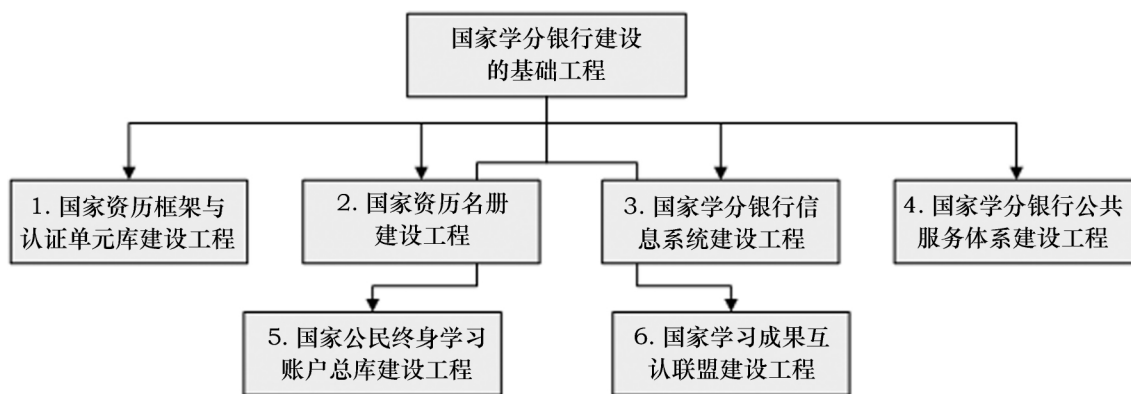 国家学分银行建设
的基础工程
1. 国家资历框架与
认证单元库建设工程
2. 国家资历名册
建设工程
3. 国家学分银行信
息系统建设工程
4. 国家学分银行公共
服务体系建设工程
5. 国家公民终身学习
账户总库建设工程
6. 国家学习成果互
认联盟建设工程